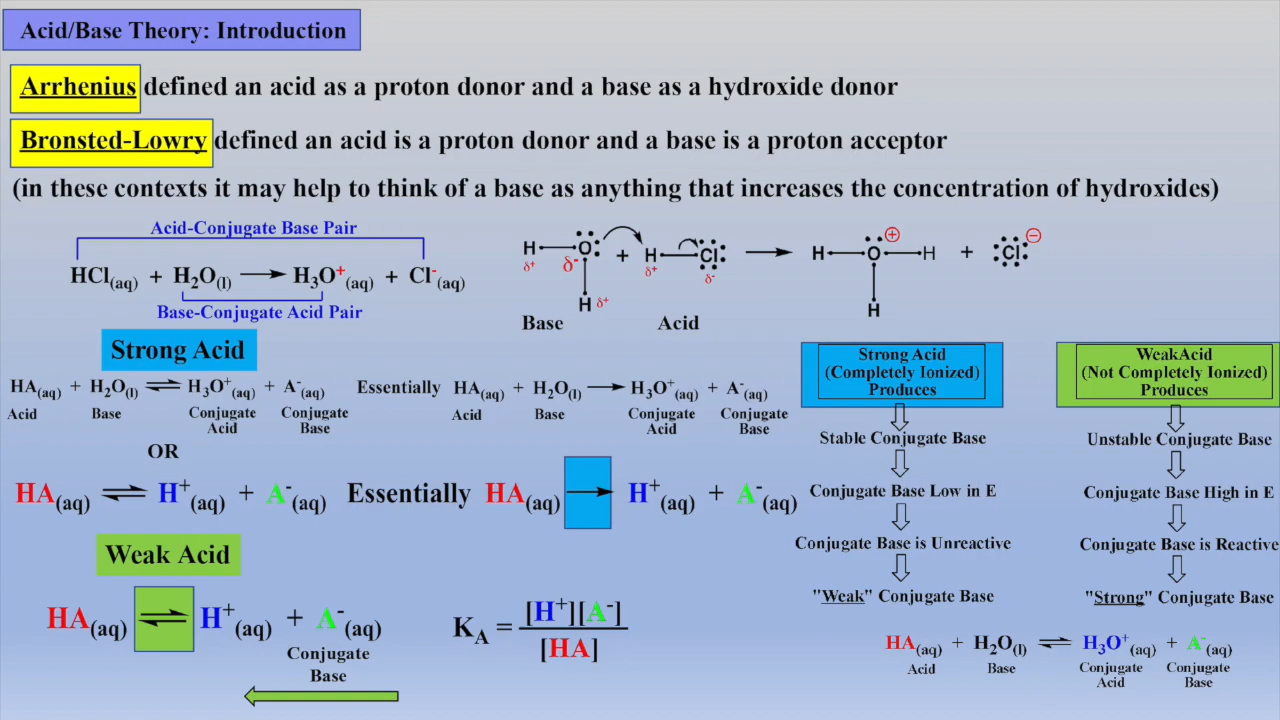 Acid/Base Theory: Introduction
Arrhenius defined an acid as a proton donor and a base as a hydroxide donor
Bronsted-Lowry defined an acid is a proton donor and a base is a proton acceptor
(in these contexts it may help to think of a base as anything that increases the concentration of hydroxides)
Acid-Conjugate Base Pair
HCl(aq) + H2O(l) → H3O+(aq) + Cl-(aq)
Base-Conjugate Acid Pair
H O + H Cl → H O ⊕ H + Cl ⊖
δ+ δ- δ+ δ-
H δ+ H
Base Acid
Strong Acid
HA(aq) + H2O(l) ⇌ H3O+(aq) + A-(aq) Essentially HA(aq) + H2O(l) → H3O+(aq) + A-(aq)
Acid Base Conjugate Conjugate Acid Base Conjugate Conjugate
Acid Base Acid Base
OR
HA(aq) ⇌ H+(aq) + A-(aq) Essentially HA(aq) → H+(aq) + A-(aq)
Weak Acid
HA(aq) ⇌ H+(aq) + A-(aq)
Conjugate
Base
KA = [H+][A-]
[HA]
Strong Acid
(Completely Ionized)
Produces
Stable Conjugate Base
Conjugate Base Low in E
Conjugate Base is Unreactive
"Weak" Conjugate Base
WeakAcid
(Not Completely Ionized)
Produces
Unstable Conjugate Base
Conjugate Base High in E
Conjugate Base is Reactive
"Strong" Conjugate Base
HA(aq) + H2O(l) ⇌ H3O+(aq) + A-(aq)
Acid Base Conjugate Conjugate
Acid Base